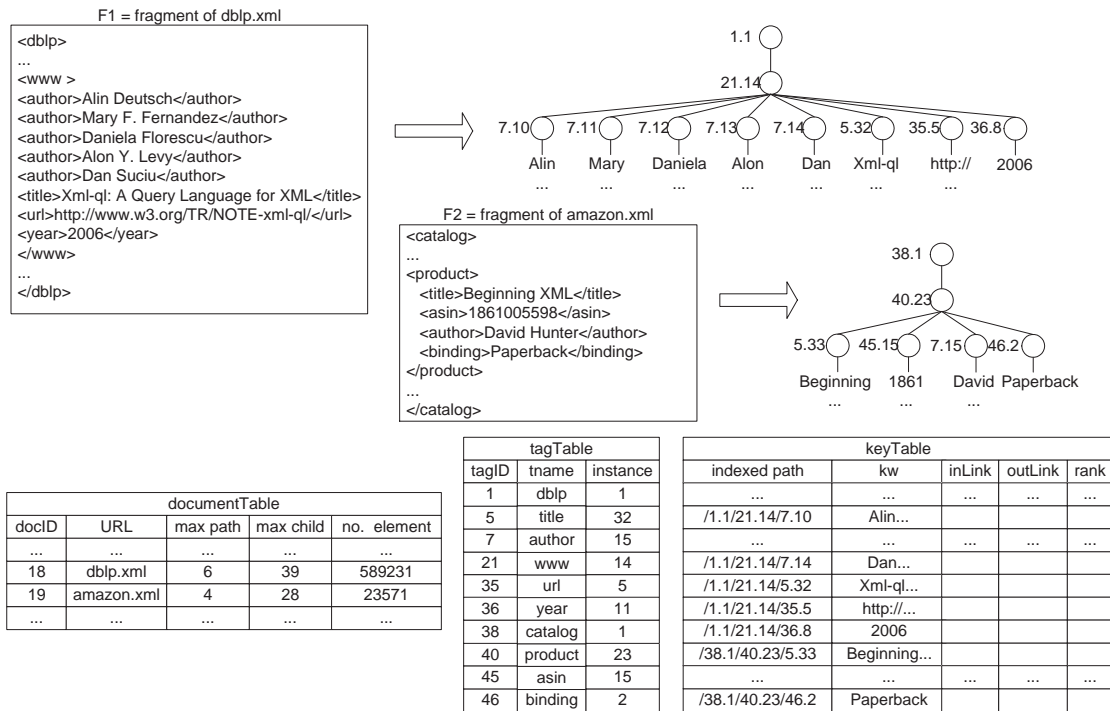 F1 = fragment of dblp.xml
<dblp>
...
<www >
<author>Alin Deutsch</author>
<author>Mary F. Fernandez</author>
<author>Daniela Florescu</author>
<author>Alon Y. Levy</author>
<author>Dan Suciu</author>
<title>Xml-ql: A Query Language for XML</title>
<url>http://www.w3.org/TR/NOTE-xml-ql/</url>
<year>2006</year>
</www>
...
</dblp>
1.1
21.14
7.10 7.11 7.12 7.13 7.14 5.32 35.5 36.8
Alin Mary Daniela Alon Dan Xml-ql http:// 2006
... ... ... ... ... ... ...
F2 = fragment of amazon.xml
<catalog>
...
<product>
<title>Beginning XML</title>
<asin>1861005598</asin>
<author>David Hunter</author>
<binding>Paperback</binding>
</product>
...
</catalog>
38.1
40.23
5.33 45.15 7.15 46.2
Beginning 1861 David Paperback
... ... ...
documentTable
docID URL max path max child no. element
... ... ... ... ...
18 dblp.xml 6 39 589231
19 amazon.xml 4 28 23571
... ... ... ... ...
tagTable
tagID tname instance
1 dblp 1
5 title 32
7 author 15
21 www 14
35 url 5
36 year 11
38 catalog 1
40 product 23
45 asin 15
46 binding 2
keyTable
indexed path kw inLink outLink rank
... ... ... ... ...
/1.1/21.14/7.10 Alin...
... ... ... ... ...
/1.1/21.14/7.14 Dan...
/1.1/21.14/5.32 Xml-ql...
/1.1/21.14/35.5 http://...
/1.1/21.14/36.8 2006
/38.1/40.23/5.33 Beginning...
... ... ... ... ...
/38.1/40.23/46.2 Paperback